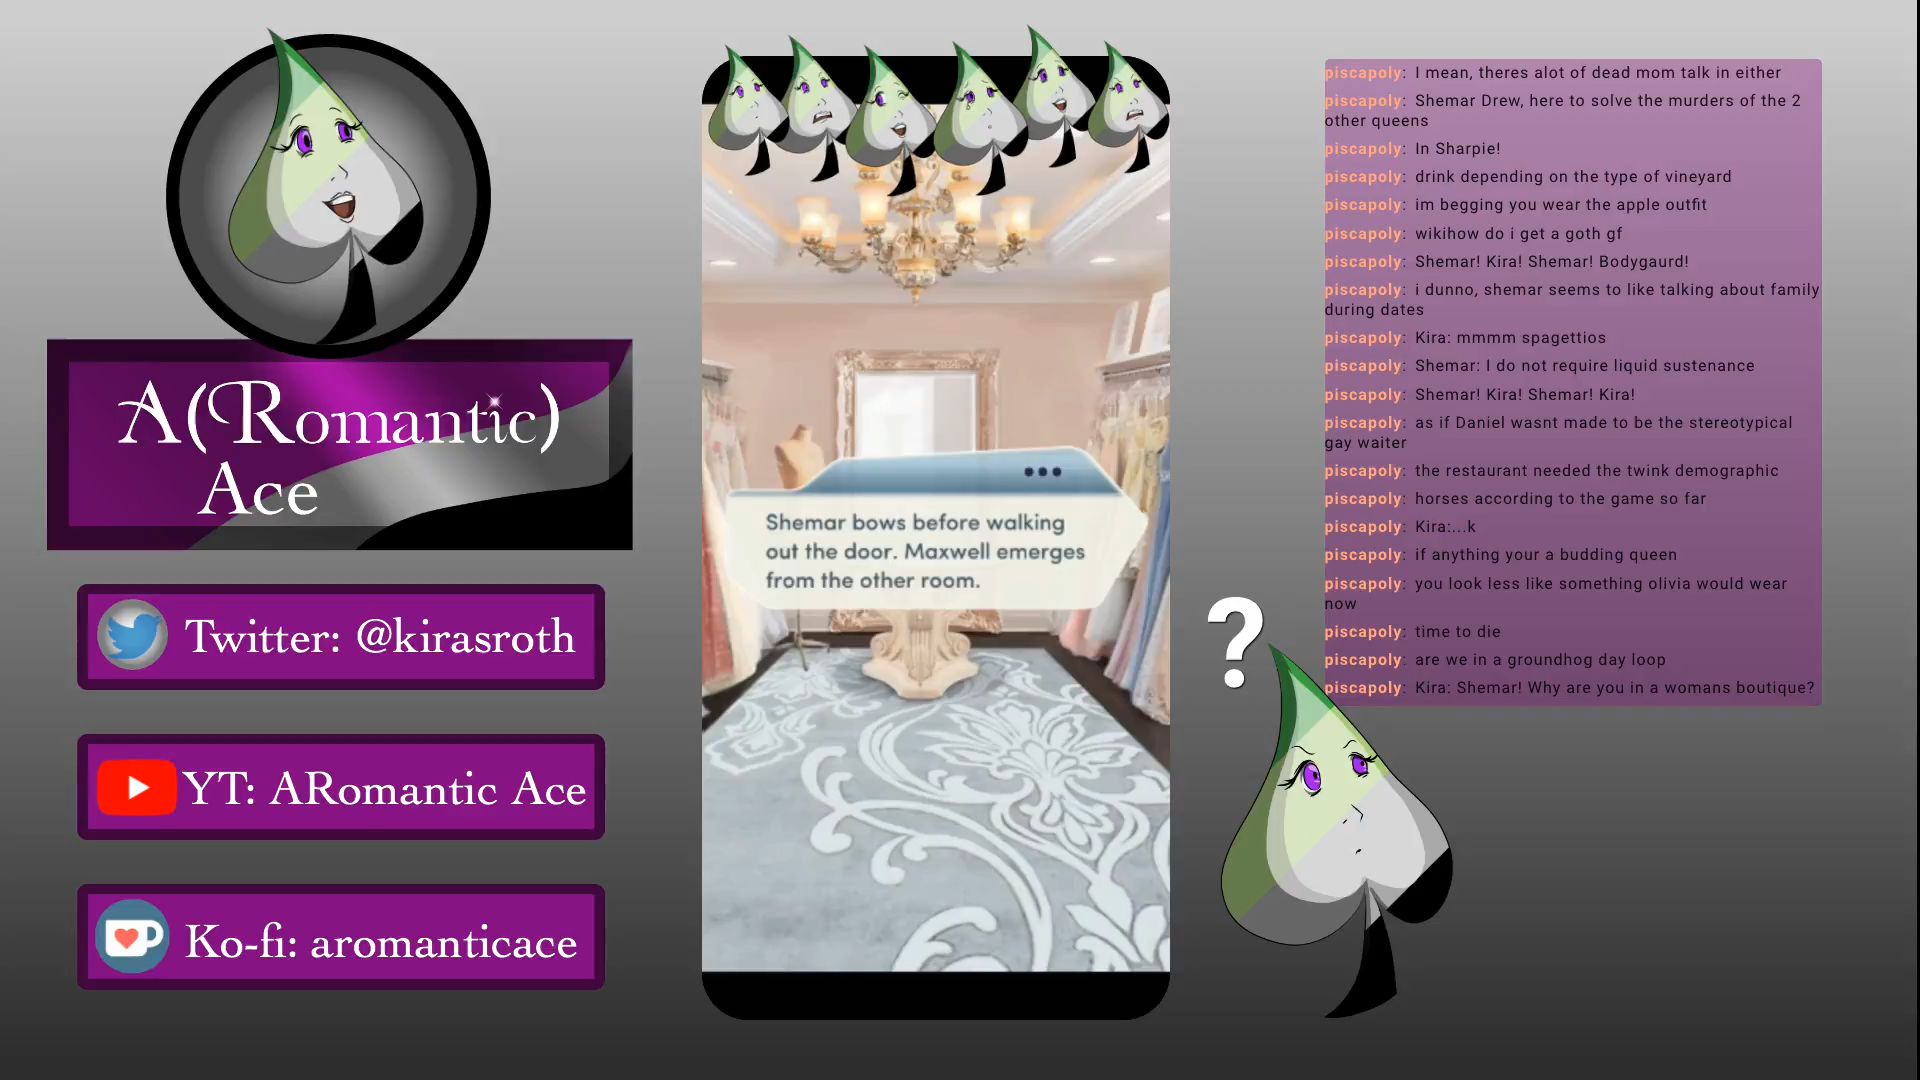 A(Romantic)
Ace
Twitter: @kirasroth
YT: ARomantic Ace
Ko-fi: aromanticace
Shemar bows before walking
out the door. Maxwell emerges
from the other room.
?
piscapoly: I mean, theres alot of dead mom talk in either
piscapoly: Shemar Drew, here to solve the murders of the 2
other queens
piscapoly: In Sharpie!
piscapoly: drink depending on the type of vineyard
piscapoly: im begging you wear the apple outfit
piscapoly: wikihow do i get a goth gf
piscapoly: Shemar! Kira! Shemar! Bodygaurd!
piscapoly: i dunno, shemar seems to like talking about family
during dates
piscapoly: Kira: mmmm spagettios
piscapoly: Shemar: I do not require liquid sustenance
piscapoly: Shemar! Kira! Shemar! Kira!
piscapoly: as if Daniel wasnt made to be the stereotypical
gay waiter
piscapoly: the restaurant needed the twink demographic
piscapoly: horses according to the game so far
piscapoly: Kira:...k
piscapoly: if anything your a budding queen
piscapoly: you look less like something olivia would wear
now
piscapoly: time to die
piscapoly: are we in a groundhog day loop
piscapoly: Kira: Shemar! Why are you in a womans boutique?